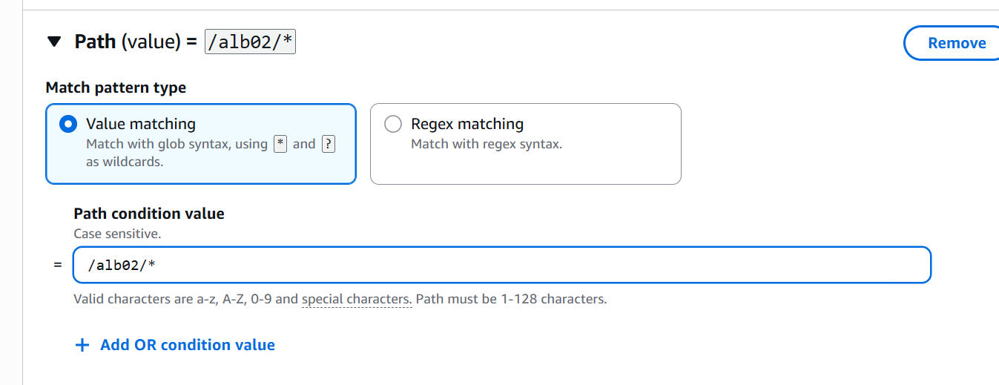 Path (value) = /alb02/*
Remove
Match pattern type
Value matching
Match with glob syntax, using * and ?
as wildcards.
Regex matching
Match with regex syntax.
Path condition value
Case sensitive.
= /alb02/*
Valid characters are a-z, A-Z, 0-9 and special characters. Path must be 1-128 characters.
+ Add OR condition value